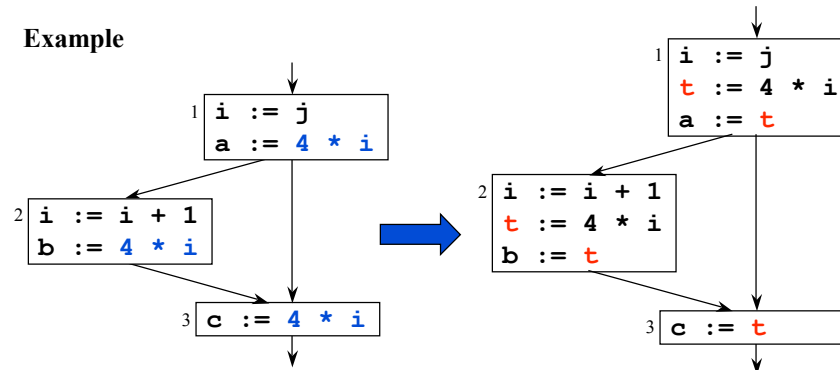 Example
1
i := j
a := 4 * i
2
i := i + 1
b := 4 * i
3
c := 4 * i
1
i := j
t := 4 * i
a := t
2
i := i + 1
t := 4 * i
b := t
3
c := t